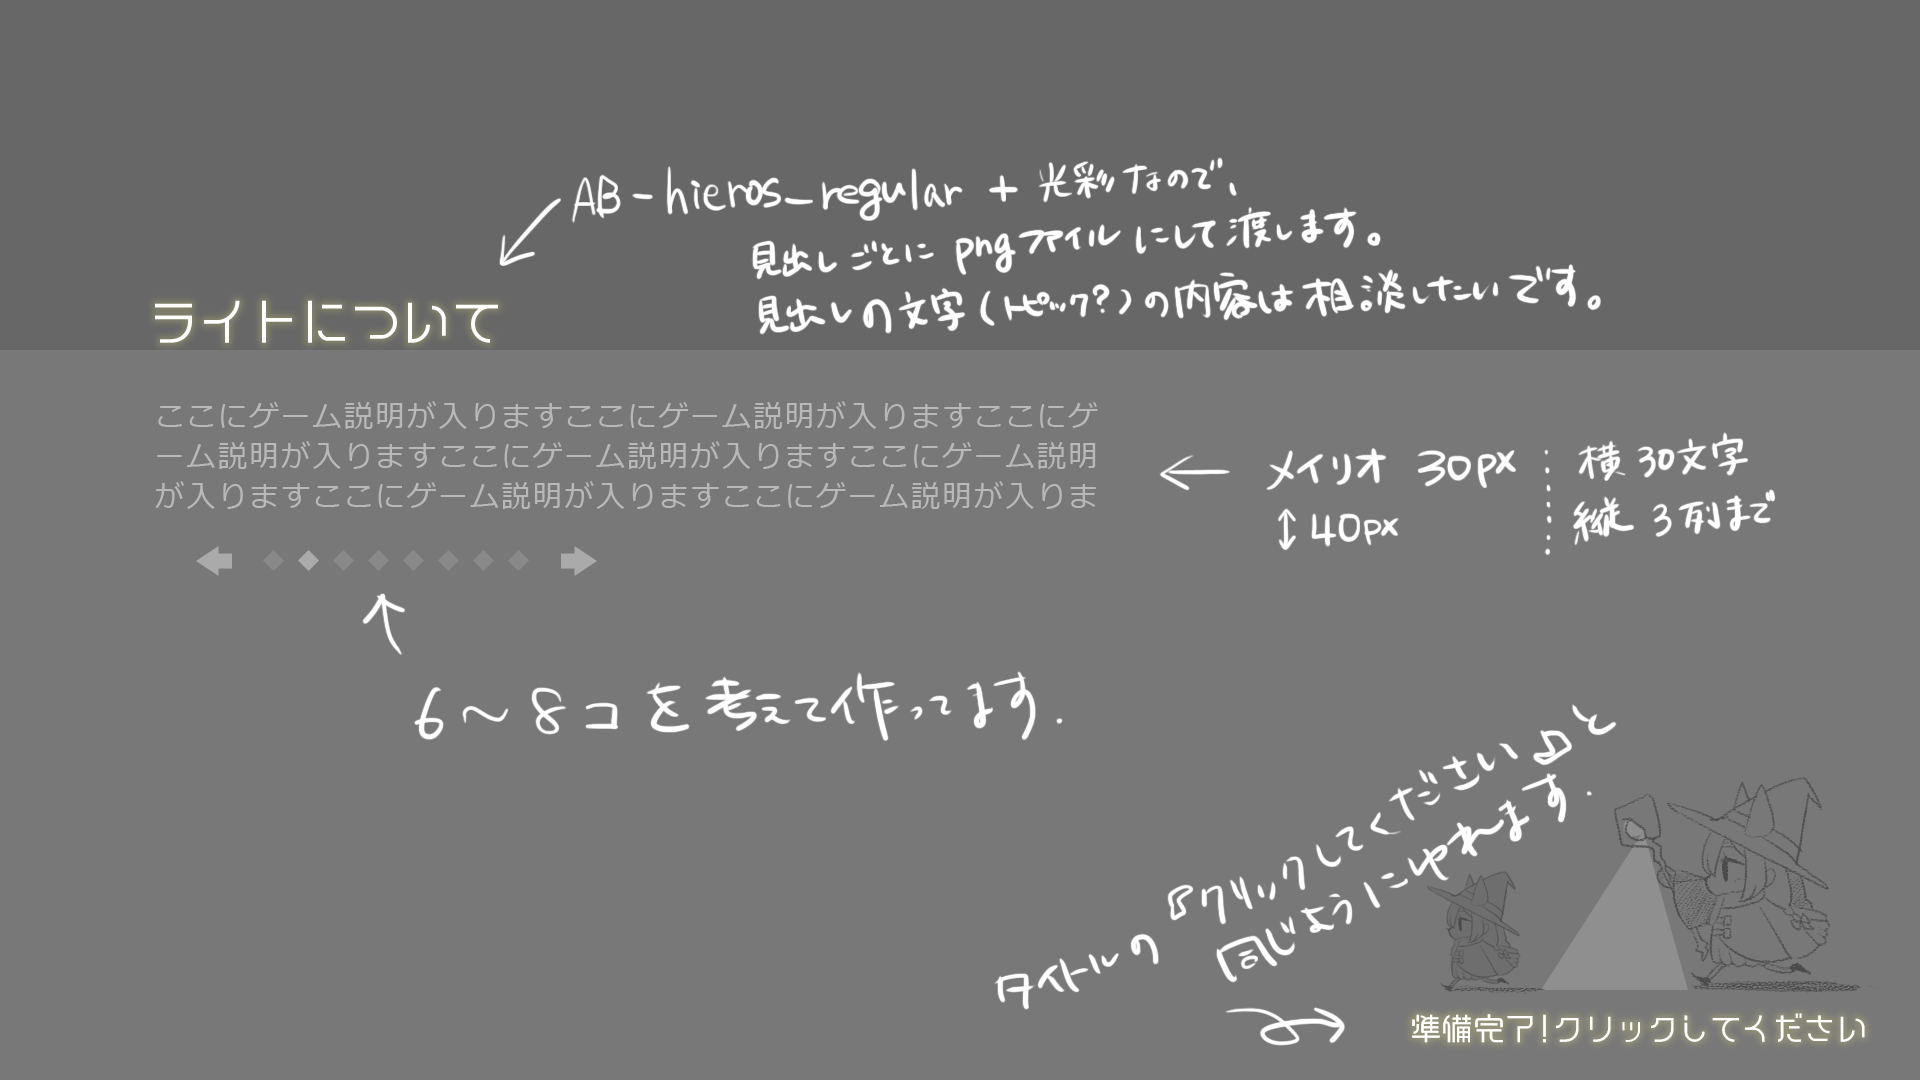 AB-hieros_regular + 光彩なので、
見出しごとにpngファイルにして渡します。
見出しの文字(トピック?)の内容は相談したいです。
ライトについて
ここにゲーム説明が入りますここにゲーム説明が入りますここにゲ
ーム説明が入りますここにゲーム説明が入りますここにゲーム説明
が入りますここにゲーム説明が入りますここにゲーム説明が入りま
メイリオ 30px
40px
横30文字
縦 3列まで
6〜8コを考えて作ってます.
タイトルの『クリックしてください』と
同じようにゆれます.
準備完了!クリックしてください